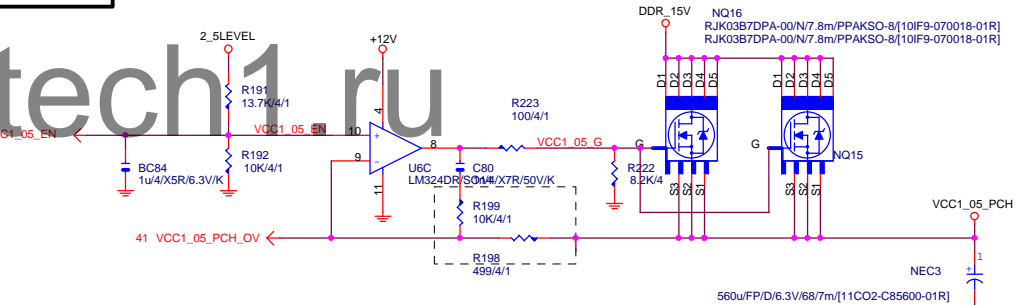 DDR_15V
NQ16
RJK03B7DPA-00/N/7.8m/PPAKSO-8/[10IF9-070018-01R]
RJK03B7DPA-00/N/7.8m/PPAKSO-8/[10IF9-070018-01R]
2_5LEVEL
+12V
tech1 ru
R191
13.7K/4/1
D1 D2 D3 D4 D5
D1 D2 D3 D4 D5
4
R223
100/4/1
VCC1_05_EN
VCC1_05_EN
10
+
8
VCC1_05_G
G
G
NQ15
R192
10K/4/1
9
-
BC84
1u/4/X5R/6.3V/K
U6C
LM324DR/SO14
11
C80
1n/4/X7R/50V/K
R222
8.2K/4
S3 S2 S1
S3 S2 S1
R199
10K/4/1
VCC1_05_PCH
41 VCC1_05_PCH_OV
R198
499/4/1
1
+
NEC3
560u/FP/D/6.3V/68/7m/[11CO2-C85600-01R]